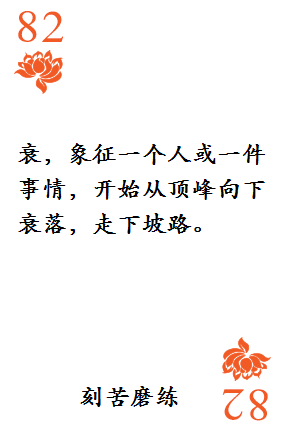 82
衰，象征一个人或一件
事情，开始从顶峰向下
衰落，走下坡路。
刻苦磨练
82